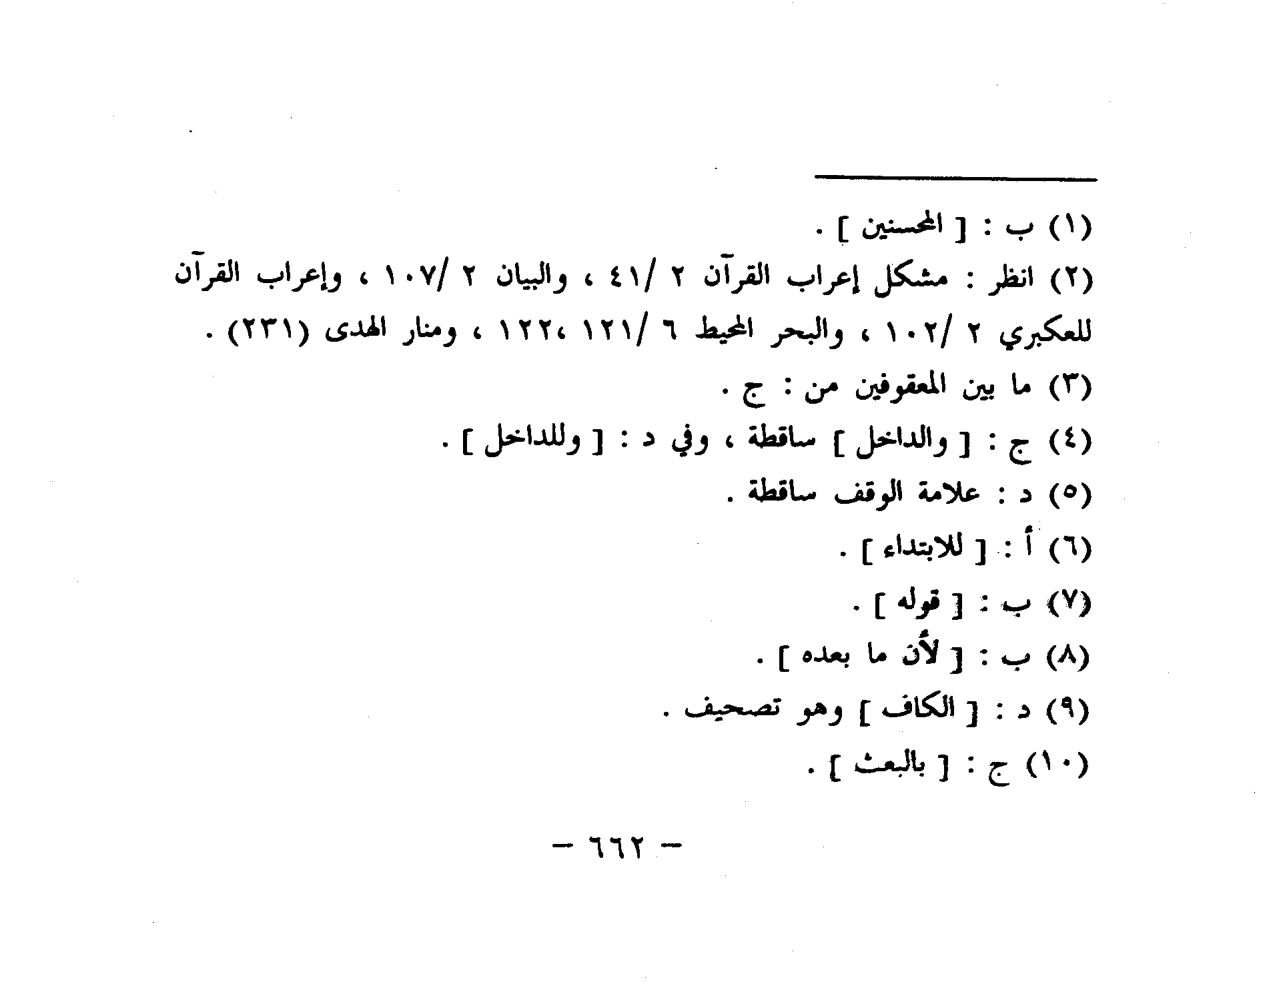 (١) ب : [ المحسنين ] .
(٢) انظر : مشكل إعراب القرآن ٢ /٤١ ، والبيان ٢ /١٠٧ ، وإعراب القرآن
للعكبري ٢ /١٠٢ ، والبحر المحيط ٦ /١٢١ ،١٢٢ ، ومنار الهدى (٢٣١) .
(٣) ما بين المعقوفين من : ج .
(٤) ج : [ والداخل ] ساقطة ، وفي د : [ وللداخل ] .
(٥) د : علامة الوقف ساقطة .
(٦) أ : [ للابتداء ] .
(٧) ب : [ قوله ] .
(٨) ب : [ لأن ما بعده ] .
(٩) د : [ الكاف ] وهو تصحيف .
(١٠) ج : [ بالبعث ] .
– ٦٦٢ –